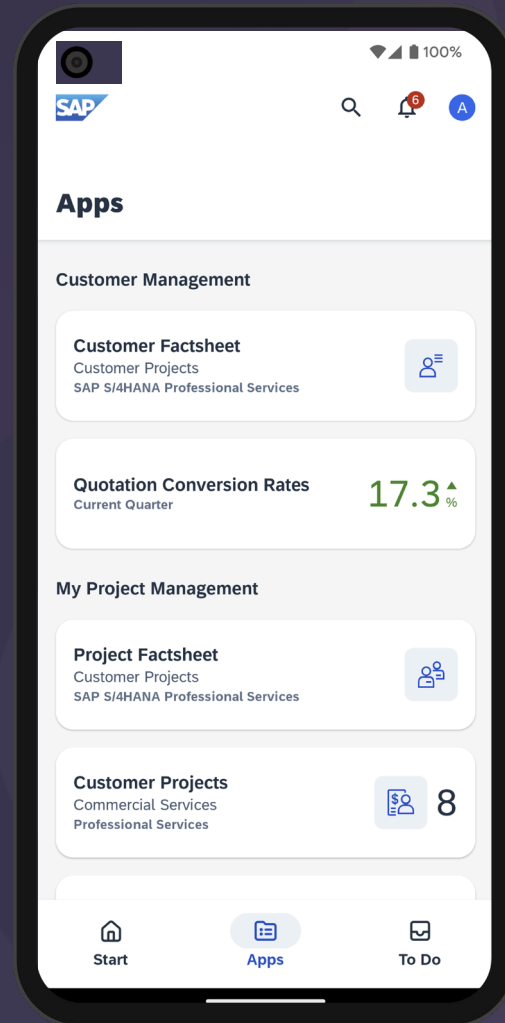 100%
SAP
6
A
Apps
Customer Management
Customer Factsheet
Customer Projects
SAP S/4HANA Professional Services
Quotation Conversion Rates
Current Quarter
17.3
%
My Project Management
Project Factsheet
Customer Projects
SAP S/4HANA Professional Services
Customer Projects
Commercial Services
Professional Services
$
8
Start
Apps
To Do